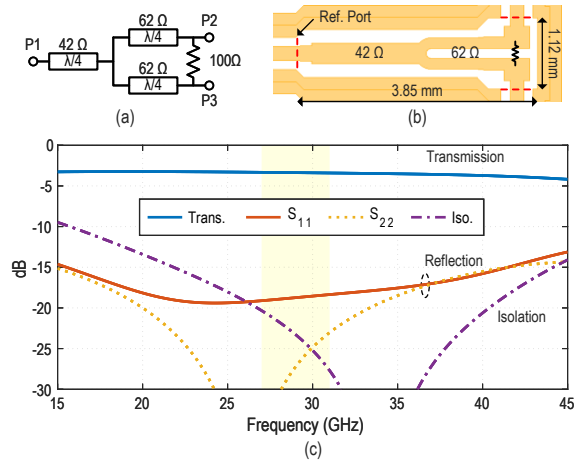 62 Ω
P2
42 Ω
λ/4
P1
λ/4
100Ω
62 Ω
λ/4
P3
(a)
Ref. Port
42 Ω
62 Ω
1.12 mm
3.85 mm
(b)
0
-5
-10
-15
-20
-25
-30
dB
Transmission
Trans.
S11
S22
Iso.
Reflection
Isolation
15
20
25
30
35
40
45
Frequency (GHz)
(c)